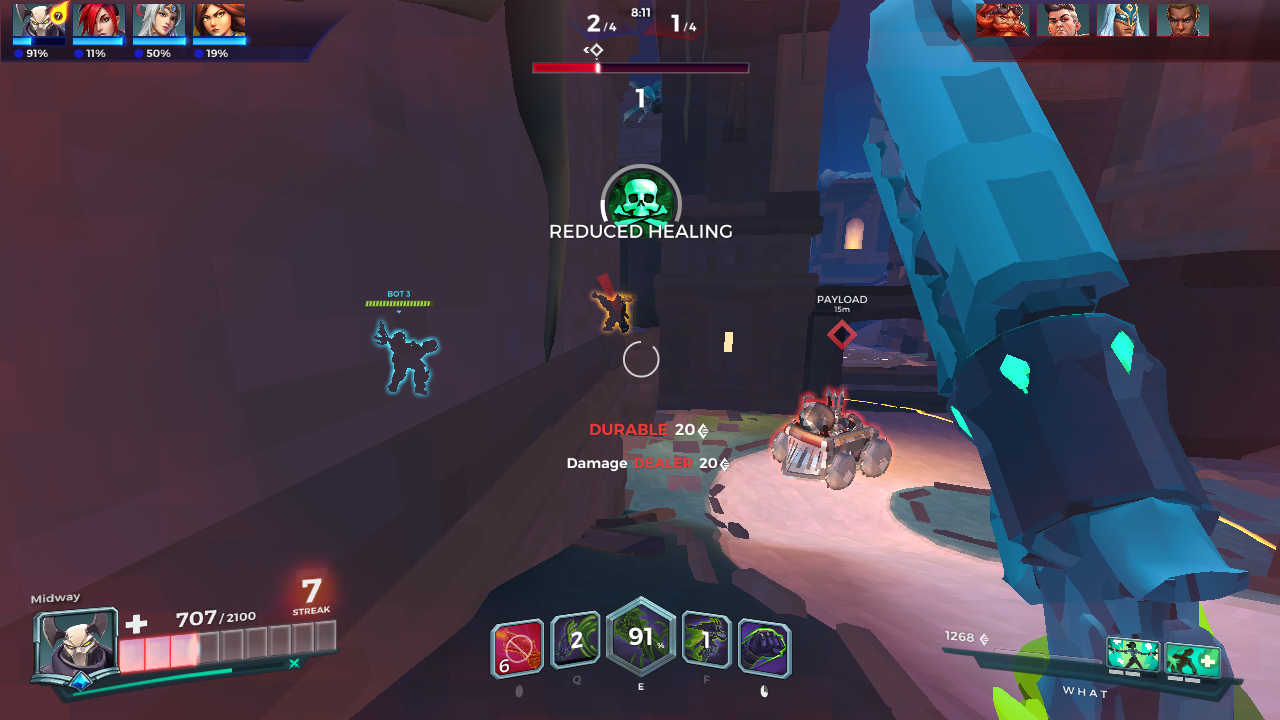 7
91%
11%
50%
19%
2/4
8:11
1/4
1
REDUCED HEALING
BOT 3
PAYLOAD
15m
DURABLE 20
Damage DEALER 20
Midway
707/2100
7
STREAK
6
2
91%
1
Q
E
F
1268
WHAT